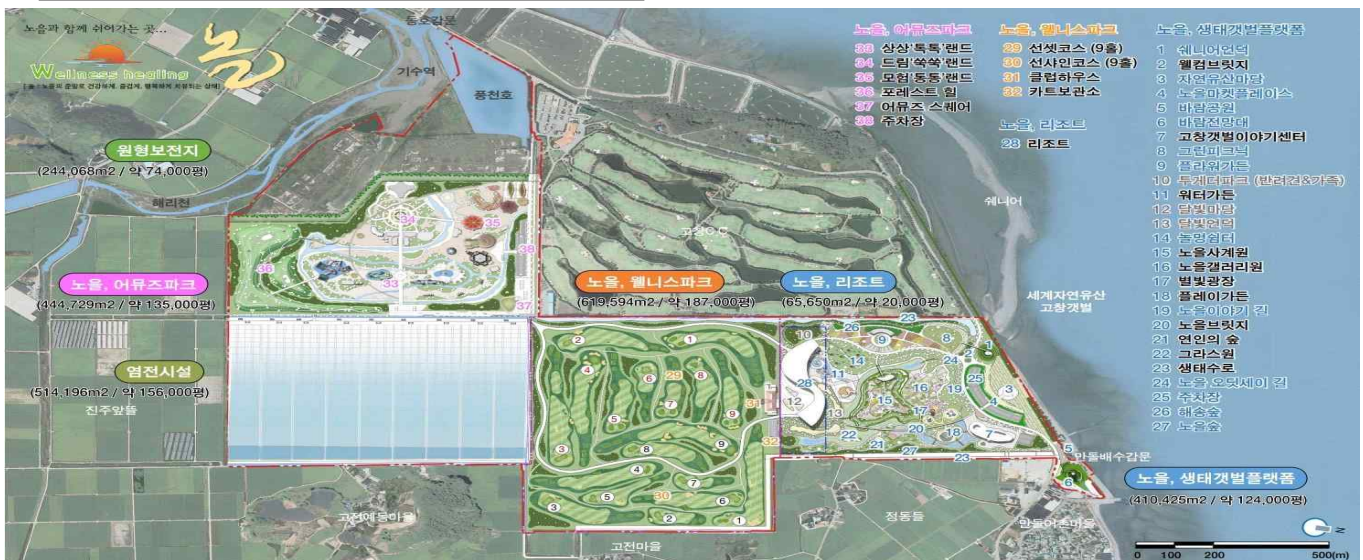 노을과 함께 쉬어가는 곳...
놀
Wellness healing
동호갑문
기수역
풍천호
원형보전지
(244,068m2 / 약 74,000평)
해리천
노을, 어뮤즈파크
(444,729m2 / 약 135,000평)
염전시설
(514,196m2 / 약 156,000평)
진주앞뜰
노을, 웰니스파크
(619,594m2 / 약 187,000평)
노을, 리조트
(65,650m2 / 약 20,000평)
고창C.C
쉐니어
세계자연유산
고창갯벌
만돌배수갑문
노을, 생태갯벌플랫폼
(410,425m2 / 약 124,000평)
고전마을
정동들
만돌어촌마을
노을, 어뮤즈파크
33 상상'톡톡'랜드
34 드림'쑥쑥'랜드
35 모험'둥둥'랜드
36 포레스트 힐
37 어뮤즈 스퀘어
38 주차장
노을, 웰니스파크
29 선셋코스 (9홀)
30 선샤인코스 (9홀)
31 클럽하우스
32 카트보관소
노을, 리조트
28 리조트
노을, 생태갯벌플랫폼
1 쉐니어언덕
2 웰컴브릿지
3 자연유산마당
4 노을마켓플레이스
5 바람공원
6 바람전망대
7 고창갯벌이야기센터
8 그린피크닉
9 플라워가든
10 투게더파크 (반려견&가족)
11 워터가든
12 달빛마당
13 달빛언덕
14 놀멍쉼터
15 노을사계원
16 노을갤러리원
17 별빛광장
18 플레이가든
19 노을이야기 길
20 노을브릿지
21 연인의 숲
22 그라스원
23 생태수로
24 노을 오딧세이 길
25 주차장
26 해송숲
27 노을숲
0 100 200 500(m)